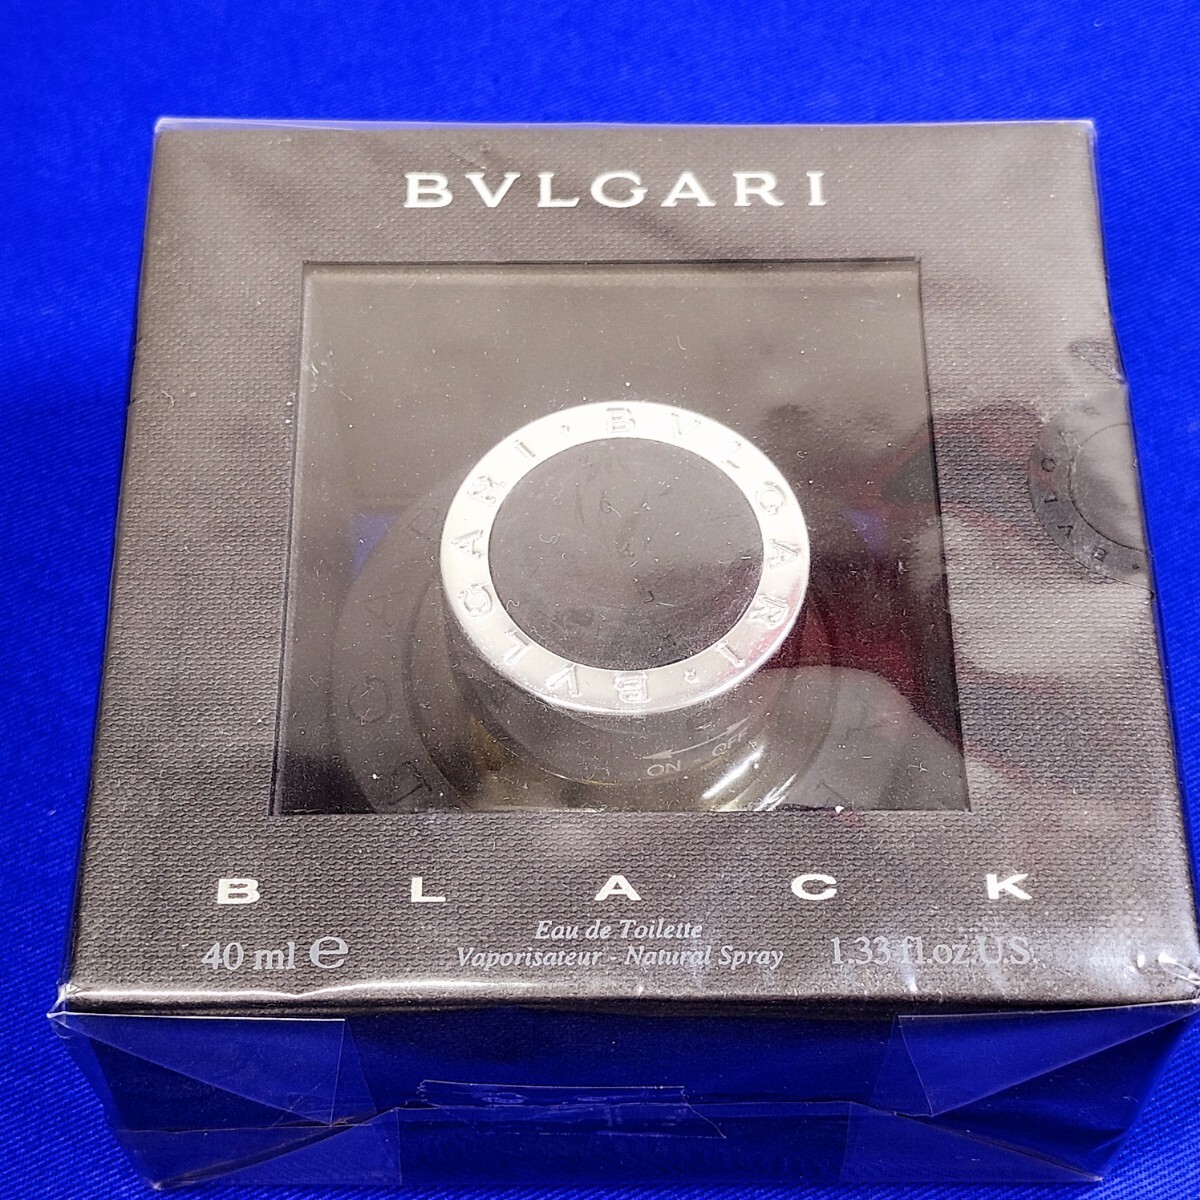 BVLGARI
BVLGARI · BVLGARI ·
ON OFF
B L A C K
Eau de Toilette
40 ml ℮ Vaporisateur - Natural Spray 1.33 fl.oz.U.S.